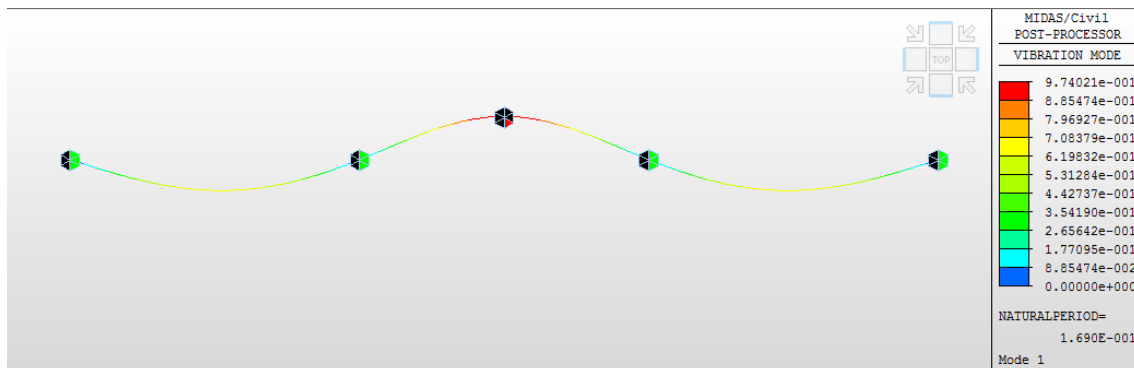 TOP
MIDAS/Civil
POST-PROCESSOR
VIBRATION MODE
9.74021e-001
8.85474e-001
7.96927e-001
7.08379e-001
6.19832e-001
5.31284e-001
4.42737e-001
3.54190e-001
2.65642e-001
1.77095e-001
8.85474e-002
0.00000e+000
NATURALPERIOD=
1.690E-001
Mode 1